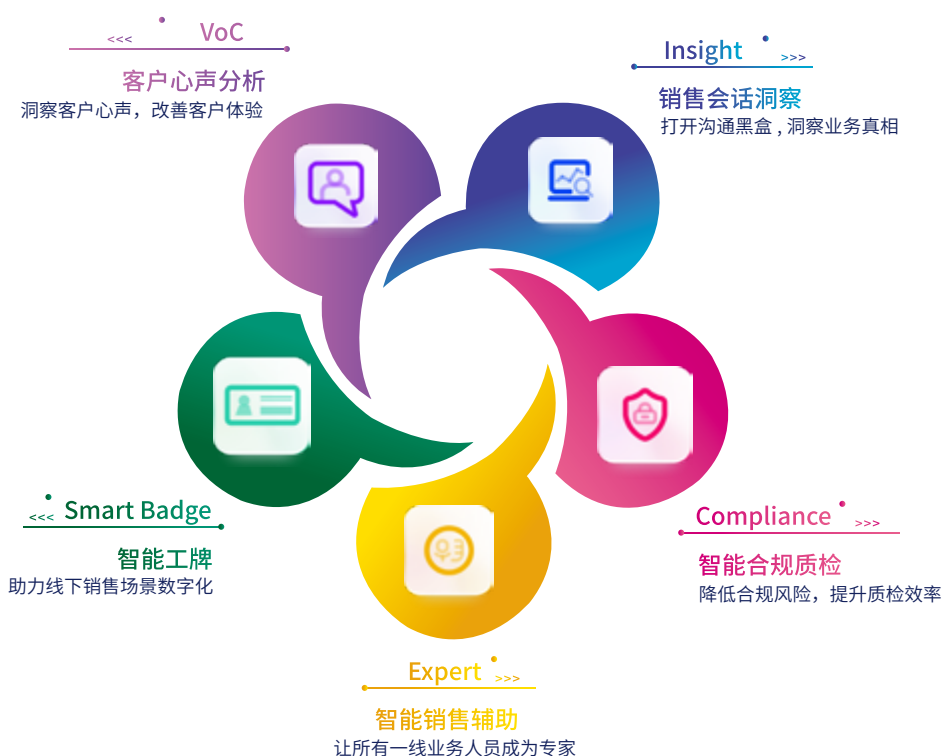 VoC
<<<
客户心声分析
洞察客户心声，改善客户体验
Insight
>>>
销售会话洞察
打开沟通黑盒 , 洞察业务真相
Smart Badge
<<<
智能工牌
助力线下销售场景数字化
Compliance
>>>
智能合规质检
降低合规风险，提升质检效率
Expert
>>>
智能销售辅助
让所有一线业务人员成为专家